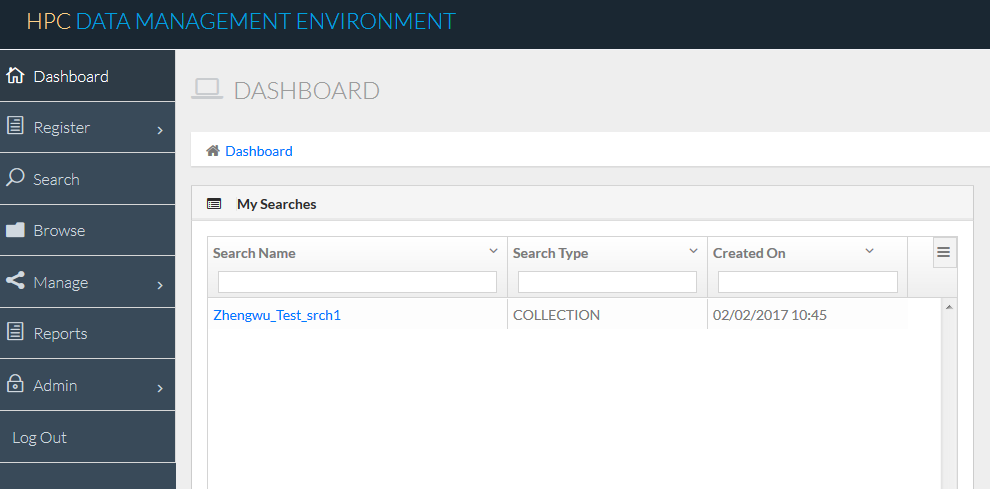 HPC DATA MANAGEMENT ENVIRONMENT
Dashboard
Register
Search
Browse
Manage
Reports
Admin
Log Out
DASHBOARD
Dashboard
My Searches
Search Name Search Type Created On
Zhengwu_Test_srch1 COLLECTION 02/02/2017 10:45